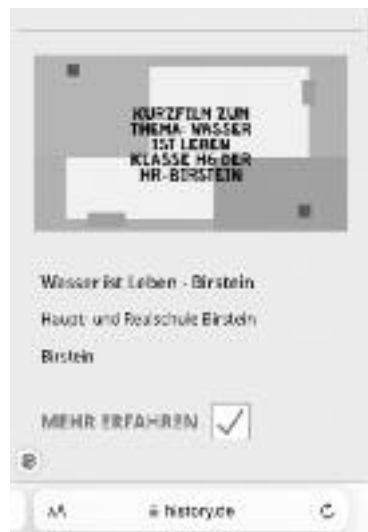 KURZFILM ZUM
THEMA: WASSER
IST LEBEN
KLASSE H6 DER
HR-BIRSTEIN
Wasser ist Leben - Birstein
Haupt- und Realschule Birstein
Birstein
MEHR ERFAHREN
AA history.de